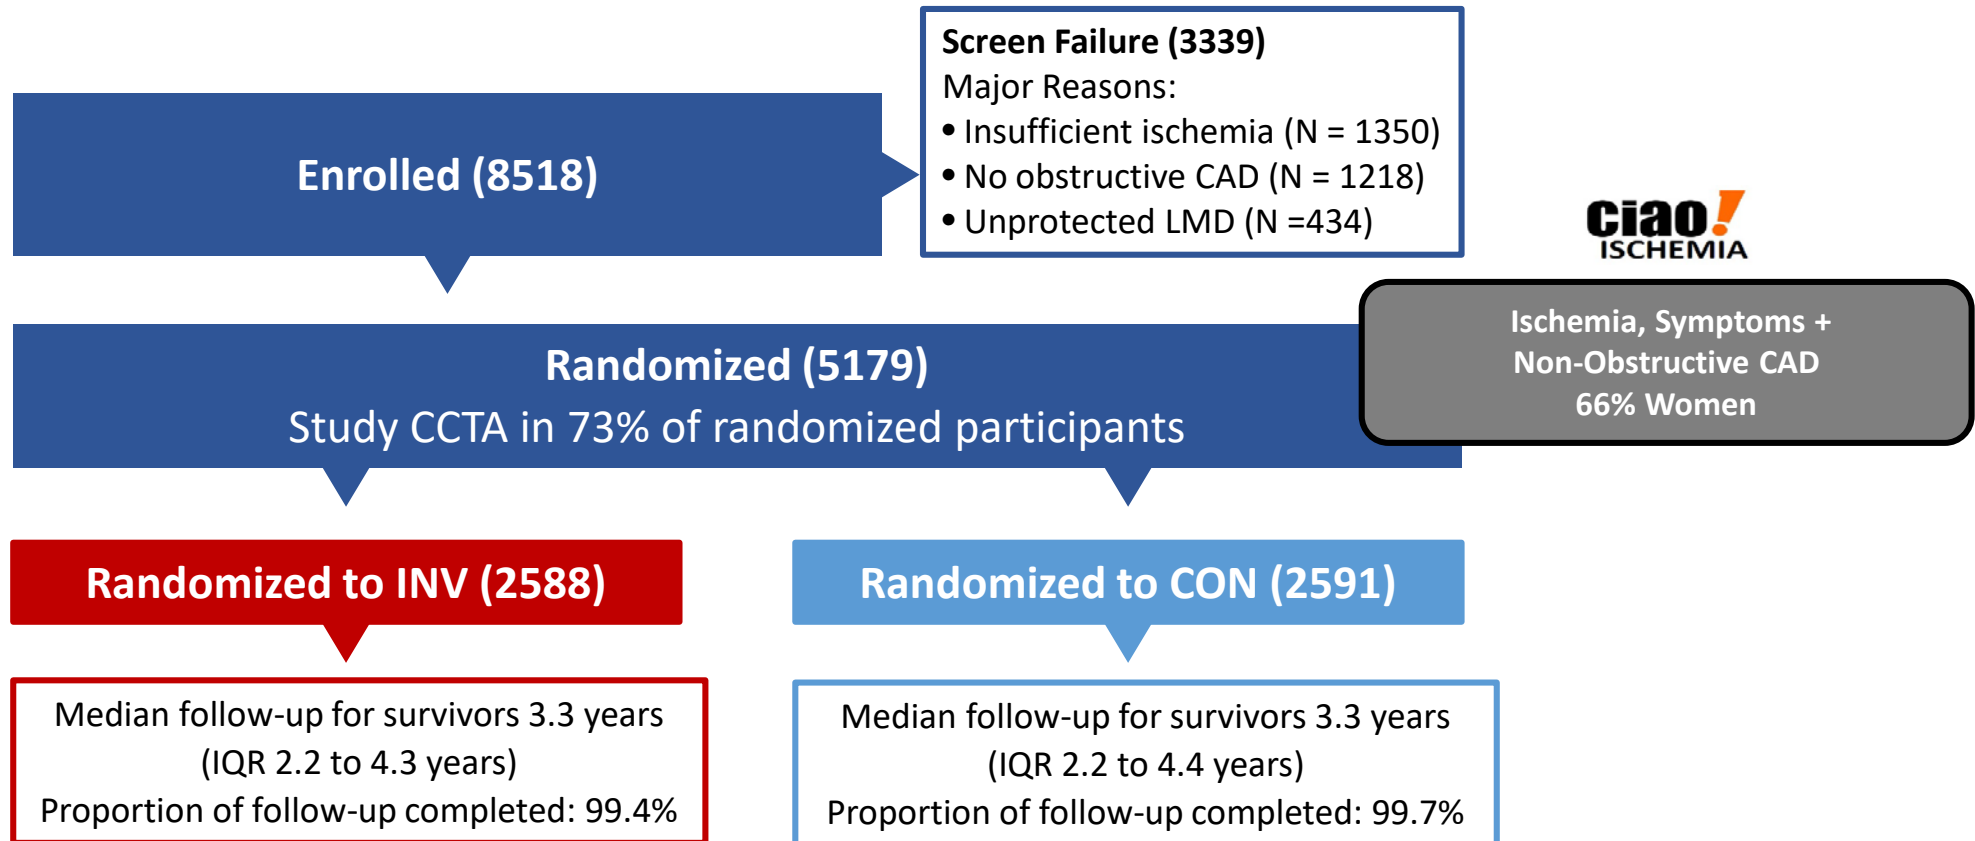 Enrolled (8518)
Screen Failure (3339)
Major Reasons:
• Insufficient ischemia (N = 1350)
• No obstructive CAD (N = 1218)
• Unprotected LMD (N =434)
ciao!
ISCHEMIA
Ischemia, Symptoms +
Non-Obstructive CAD
66% Women
Randomized (5179)
Study CCTA in 73% of randomized participants
Randomized to INV (2588)
Median follow-up for survivors 3.3 years
(IQR 2.2 to 4.3 years)
Proportion of follow-up completed: 99.4%
Randomized to CON (2591)
Median follow-up for survivors 3.3 years
(IQR 2.2 to 4.4 years)
Proportion of follow-up completed: 99.7%